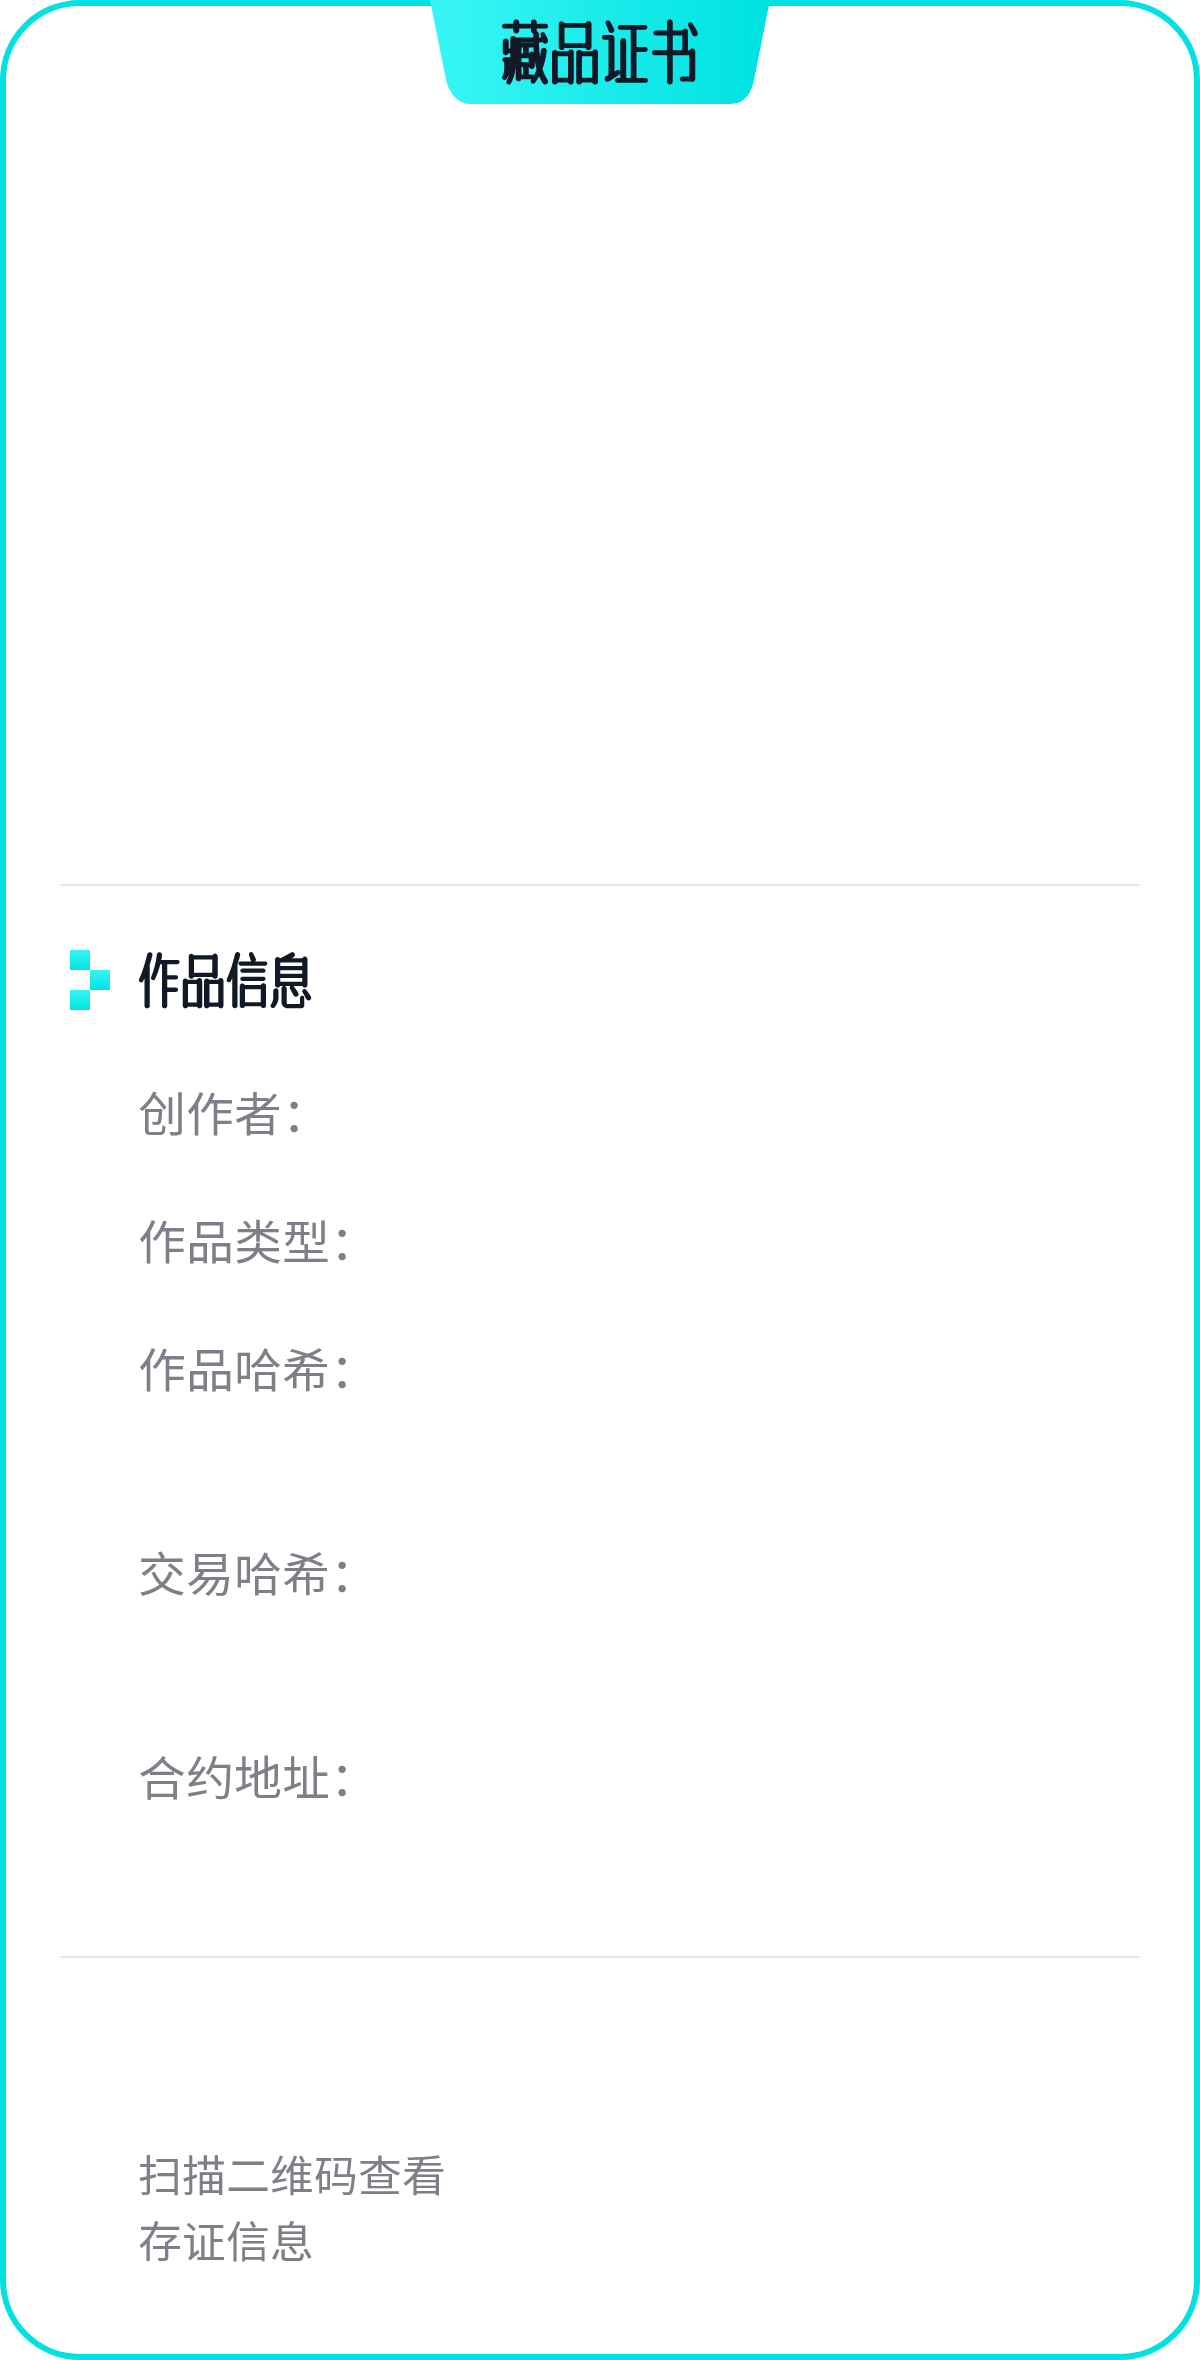 藏品证书
作品信息
创作者：
作品类型：
作品哈希：
交易哈希：
合约地址：
扫描二维码查看
存证信息